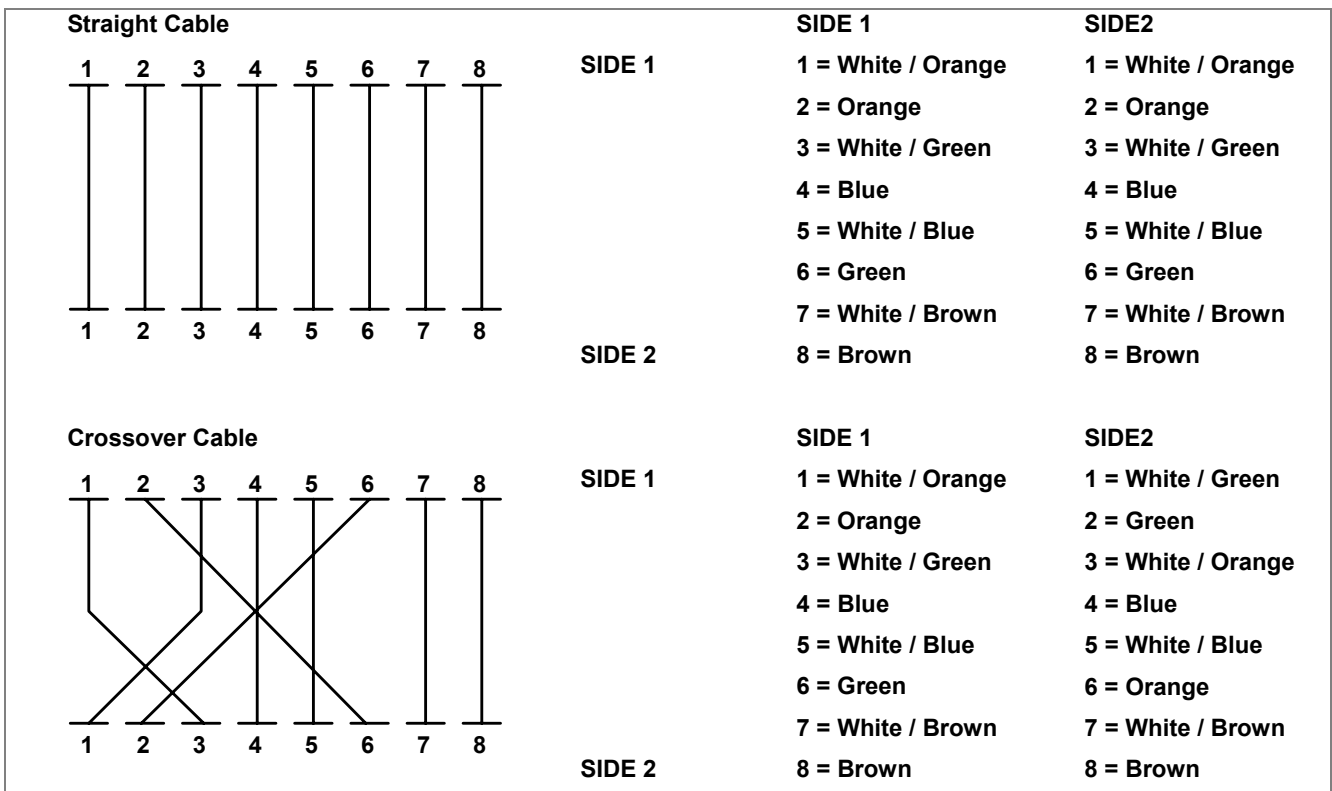 Straight Cable SIDE 1 SIDE2
1 2 3 4 5 6 7 8 SIDE 1 1 = White / Orange 1 = White / Orange
2 = Orange 2 = Orange
3 = White / Green 3 = White / Green
4 = Blue 4 = Blue
5 = White / Blue 5 = White / Blue
6 = Green 6 = Green
7 = White / Brown 7 = White / Brown
1 2 3 4 5 6 7 8
SIDE 2 8 = Brown 8 = Brown
Crossover Cable SIDE 1 SIDE2
1 2 3 4 5 6 7 8 SIDE 1 1 = White / Orange 1 = White / Green
2 = Orange 2 = Green
3 = White / Green 3 = White / Orange
4 = Blue 4 = Blue
5 = White / Blue 5 = White / Blue
6 = Green 6 = Orange
7 = White / Brown 7 = White / Brown
1 2 3 4 5 6 7 8
SIDE 2 8 = Brown 8 = Brown